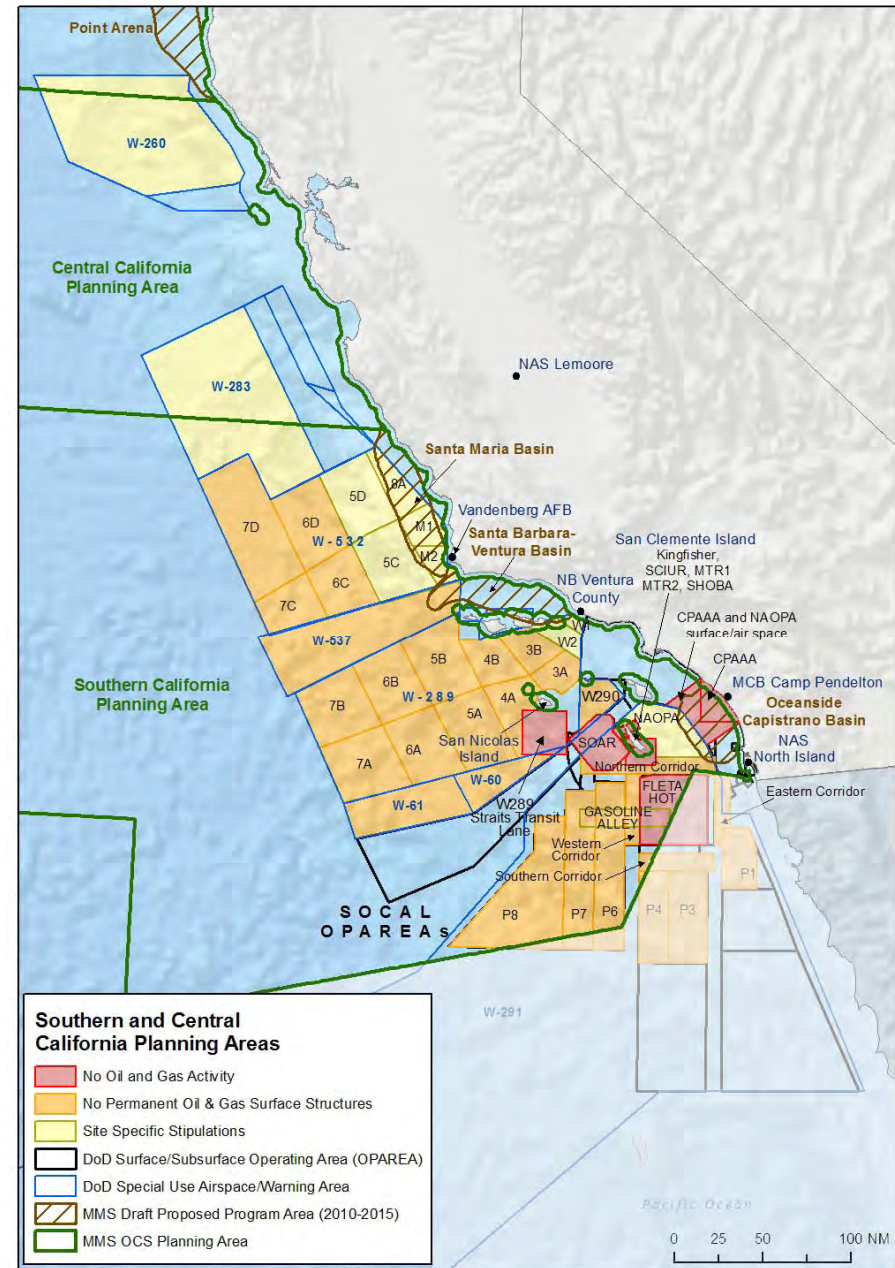 Point Arena
W-260
Central California
Planning Area
W-283
NAS Lemoore
Santa Maria Basin
8A
5D
7D
6D
W-532
M1
Vandenberg AFB
M2
5C
Santa Barbara-
Ventura Basin
San Clemente Island
Kingfisher,
SCIUR, MTR1
MTR2, SHOBA
6C
7C
NB Ventura
County
CPAAA and NAOPA
surface/air space
W1
W2
CPAAA
W-537
3B
5B
4B
MCB Camp Pendelton
Southern California
Planning Area
6B
3A
Oceanside
Capistrano Basin
W-289
4A
W290
7B
5A
NAOPA
San Nicolas
Island
SOAR
NAS
North Island
6A
7A
Northern Corridor
W-60
FLETA
HOT
Eastern Corridor
W-61
W289
Straits Transit
Lane
GASOLINE
ALLEY
Western
Corridor
Southern Corridor
P1
SOCAL
OPAREAs
P8
P7
P6
P4
P3
W-291
Southern and Central
California Planning Areas
No Oil and Gas Activity
No Permanent Oil & Gas Surface Structures
Site Specific Stipulations
DoD Surface/Subsurface Operating Area (OPAREA)
DoD Special Use Airspace/Warning Area
MMS Draft Proposed Program Area (2010-2015)
MMS OCS Planning Area
Pacific Ocean
0 25 50 100 NM